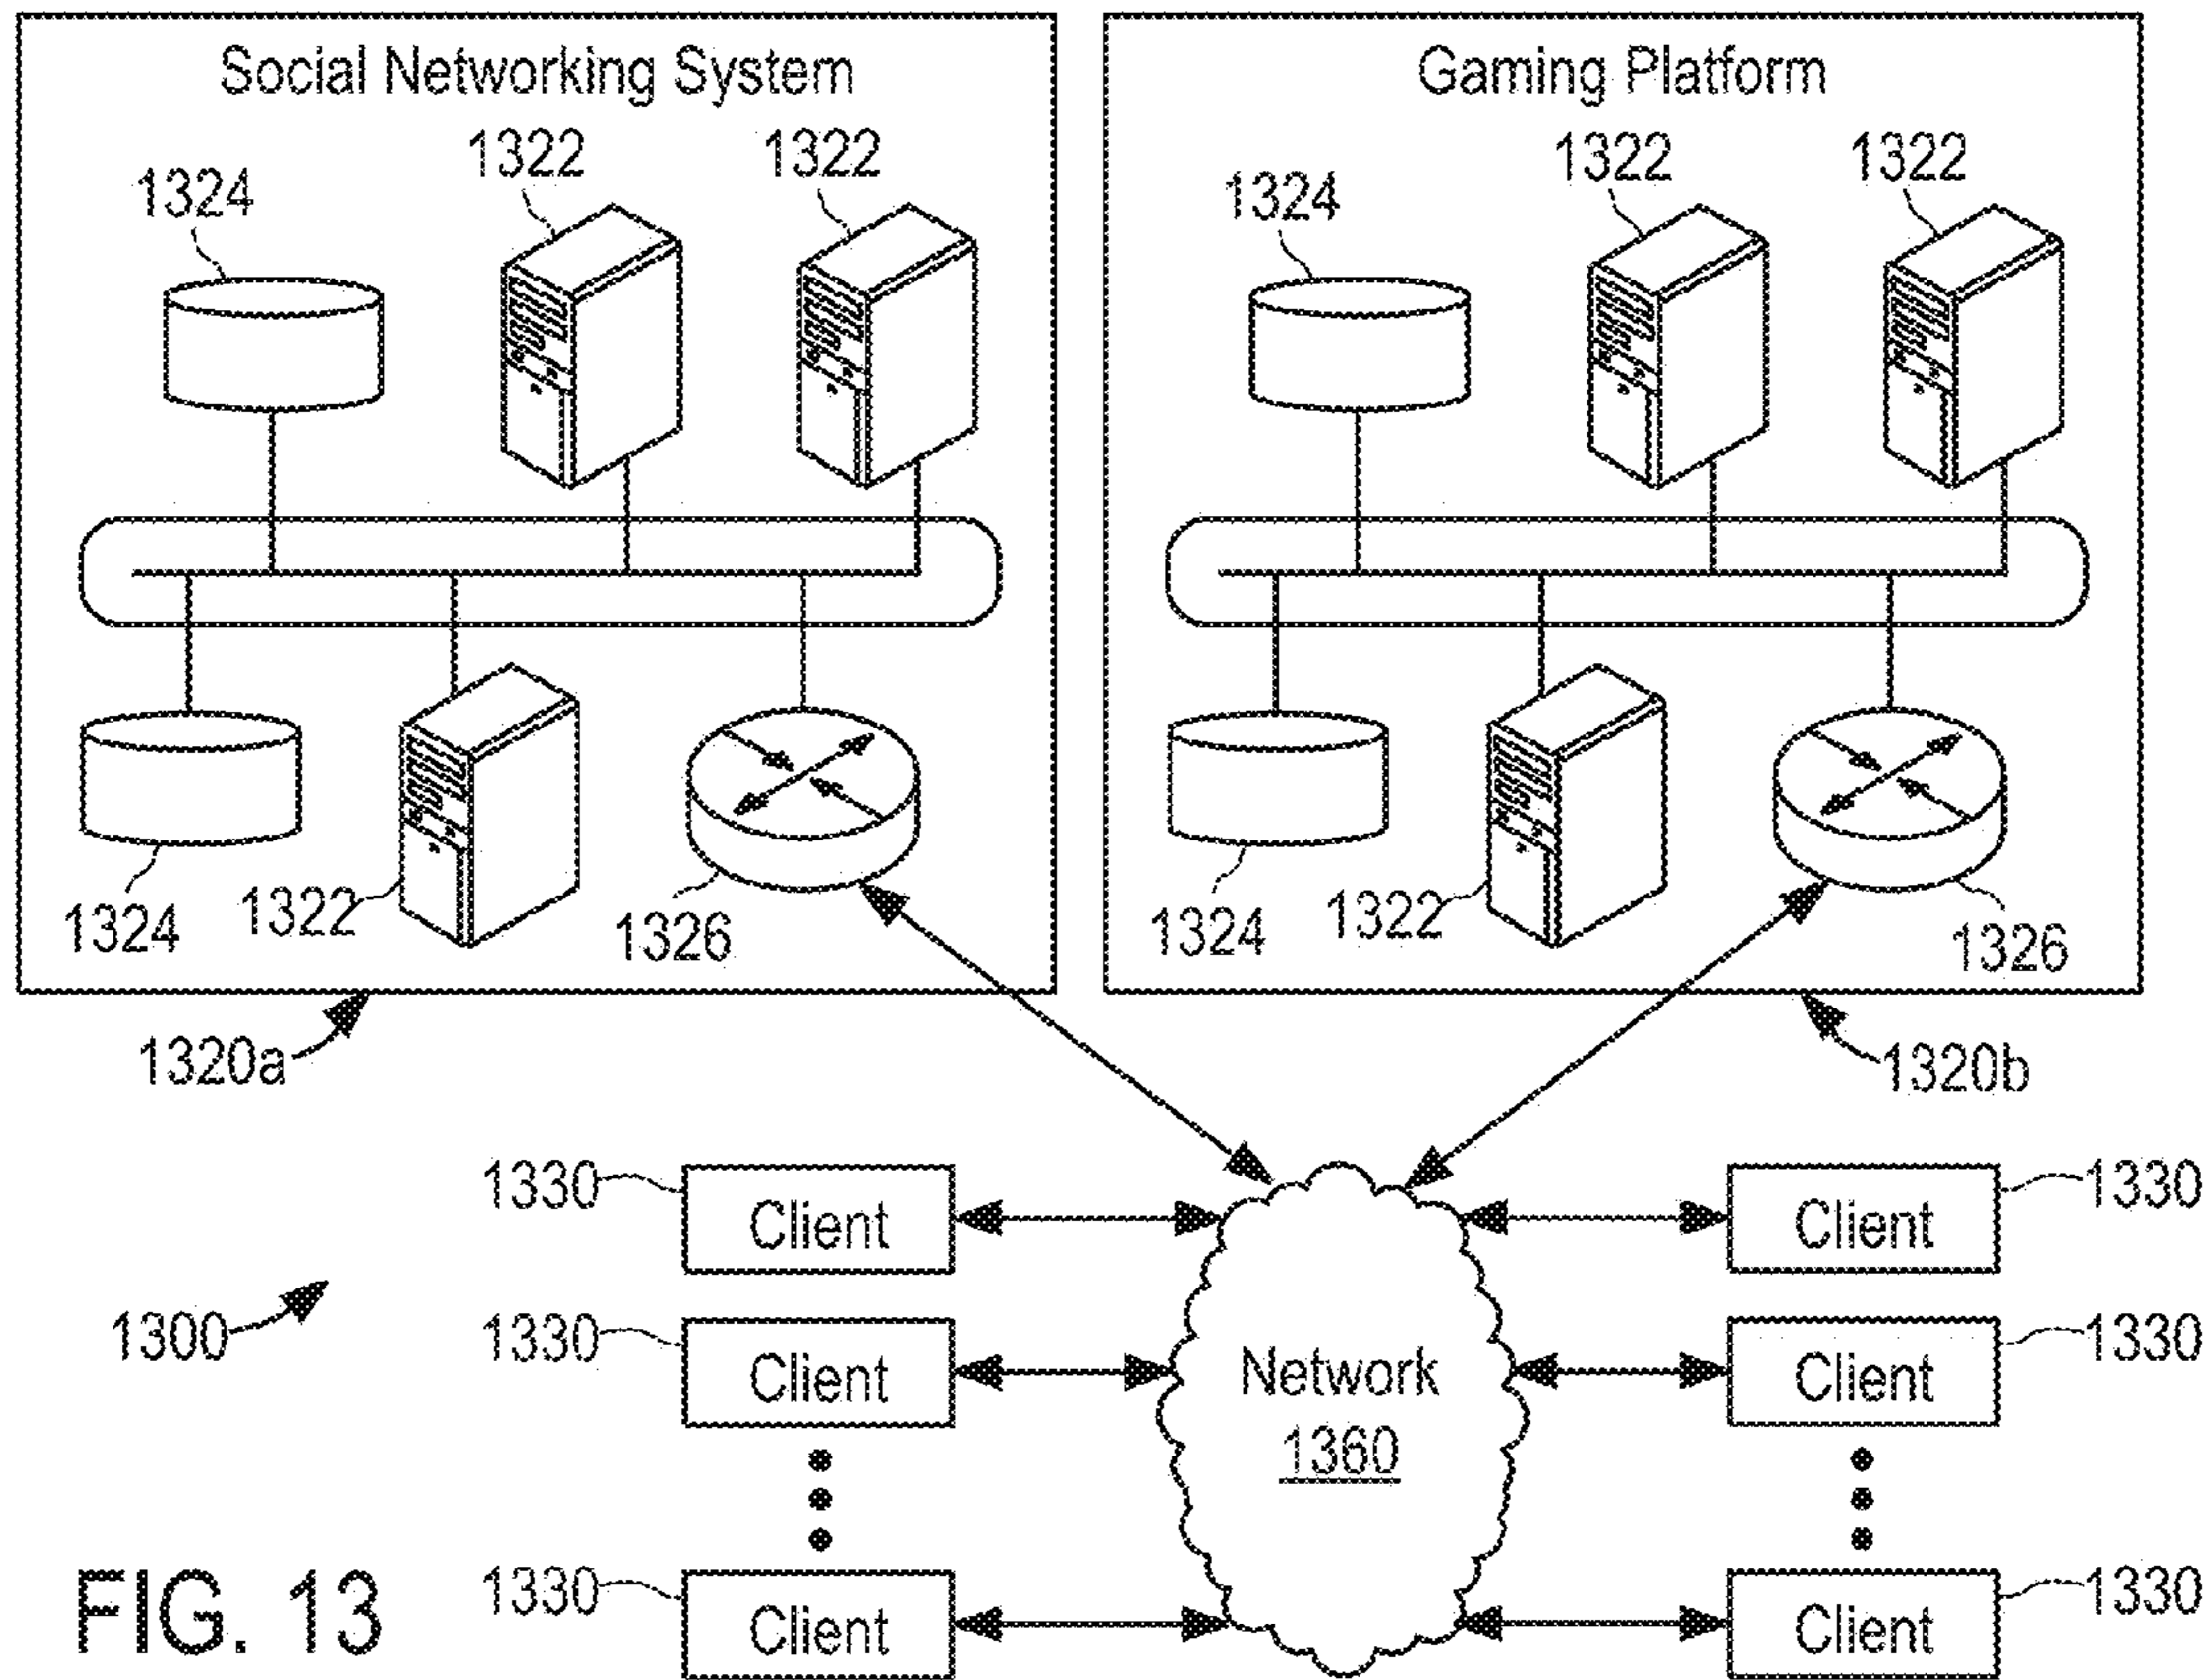 Social Networking System
Gaming Platform
1322
1322
1324
1322
1322
1324
1324
1322
1326
1324
1322
1326
1320a
1320b
1330
Client
Client
1330
1300
1330
Client
Network
1360
Client
1330
FIG. 13
1330
Client
Client
1330